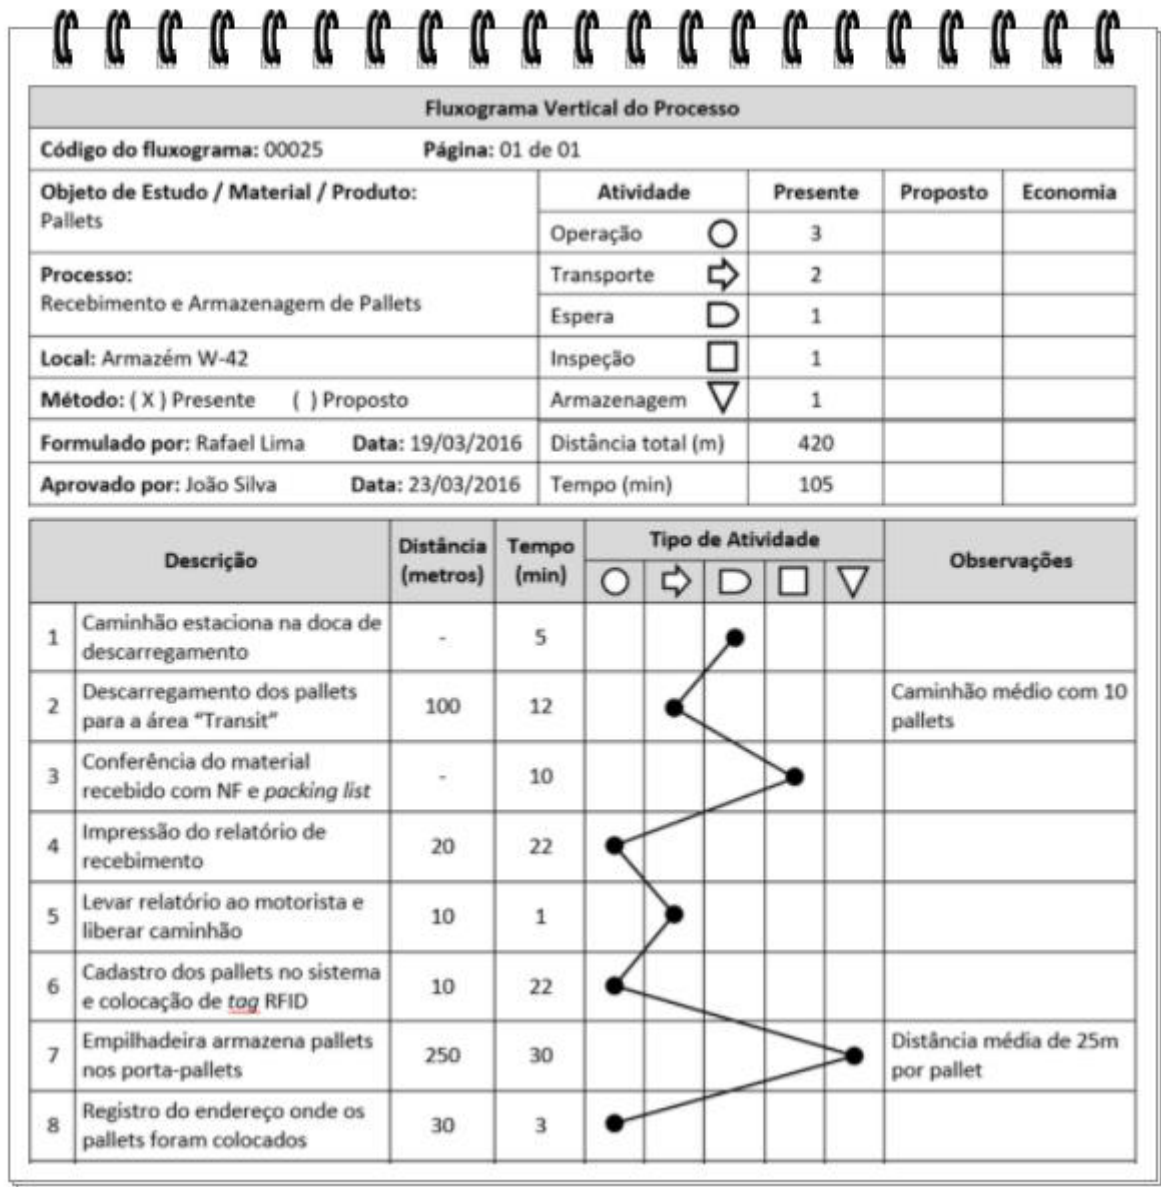 Fluxograma Vertical do Processo
Código do fluxograma: 00025 Página: 01 de 01
Objeto de Estudo / Material / Produto:
Pallets
Atividade Presente Proposto Economia
Operação 3
Processo:
Recebimento e Armazenagem de Pallets
Transporte 2
Espera 1
Local: Armazém W-42
Inspeção 1
Método: ( X ) Presente ( ) Proposto
Armazenagem 1
Formulado por: Rafael Lima Data: 19/03/2016
Distância total (m) 420
Aprovado por: João Silva Data: 23/03/2016
Tempo (min) 105
Descrição
Distância
(metros)
Tempo
(min)
Tipo de Atividade
Observações
1 Caminhão estaciona na doca de
descarregamento
- 5
2 Descarregamento dos pallets
para a área “Transit”
100 12
Caminhão médio com 10
pallets
3 Conferência do material
recebido com NF e packing list
- 10
4 Impressão do relatório de
recebimento
20 22
5 Levar relatório ao motorista e
liberar caminhão
10 1
6 Cadastro dos pallets no sistema
e colocação de tag RFID
10 22
7 Empilhadeira armazena pallets
nos porta-pallets
250 30
Distância média de 25m
por pallet
8 Registro do endereço onde os
pallets foram colocados
30 3